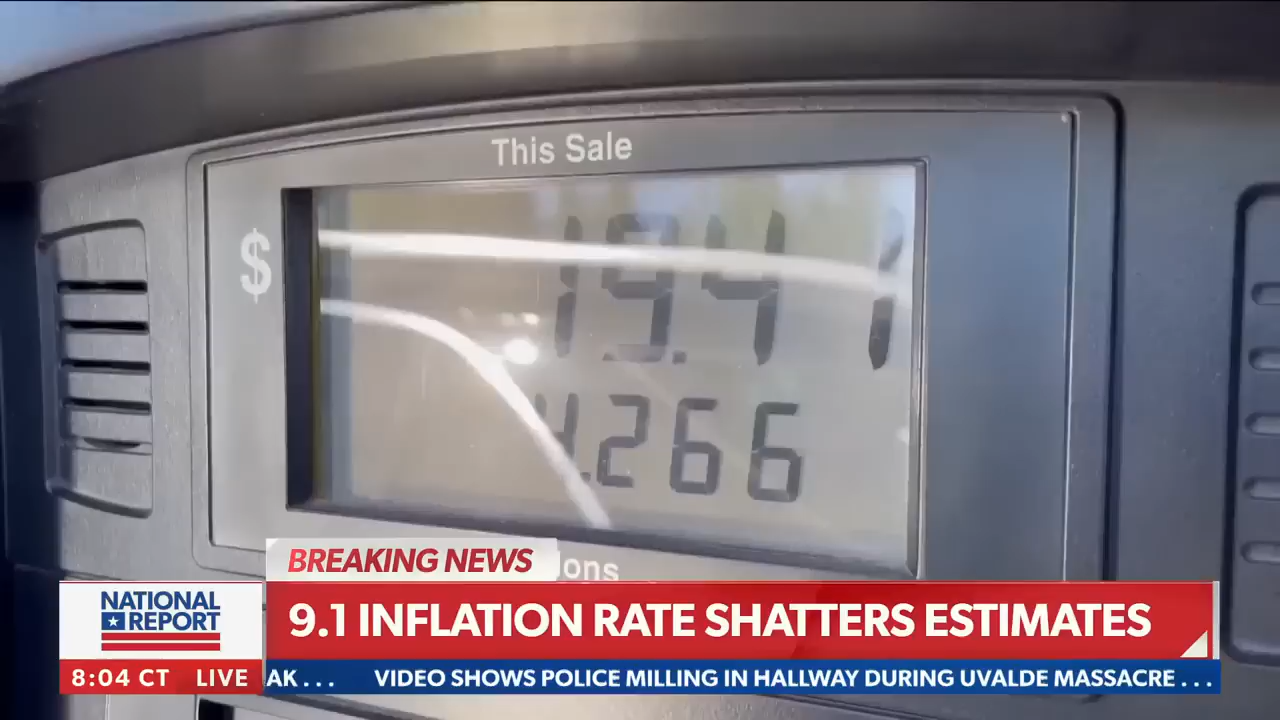 This Sale
$
19.41
4.266
BREAKING NEWS
NATIONAL
REPORT
9.1 INFLATION RATE SHATTERS ESTIMATES
8:04 CT LIVE
AK... VIDEO SHOWS POLICE MILLING IN HALLWAY DURING UVALDE MASSACRE...